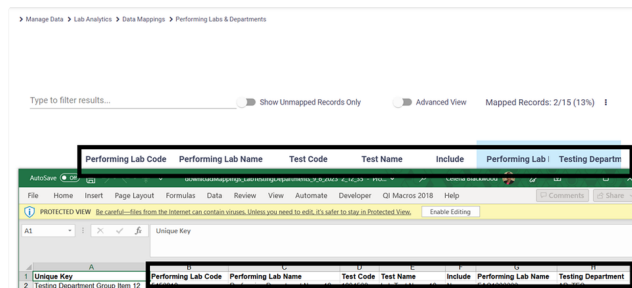 Manage Data > Lab Analytics > Data Mappings > Performing Labs & Departments
Type to filter results... Show Unmapped Records Only Advanced View Mapped Records: 2/15 (13%)
Performing Lab Code Performing Lab Name Test Code Test Name Include Performing Lab Testing Departm
AutoSave Off
File Home Insert Page Layout Formulas Data Review View Automate Developer QI Macros 2018 Help Comments Share
PROTECTED VIEW Be careful—files from the Internet can contain viruses. Unless you need to edit, it's safer to stay in Protected View. Enable Editing
A1 fx Unique Key
A B C D E F G H
1 Unique Key Performing Lab Code Performing Lab Name Test Code Test Name Include Performing Lab Name Testing Department
2 Testing Department Group Item 12